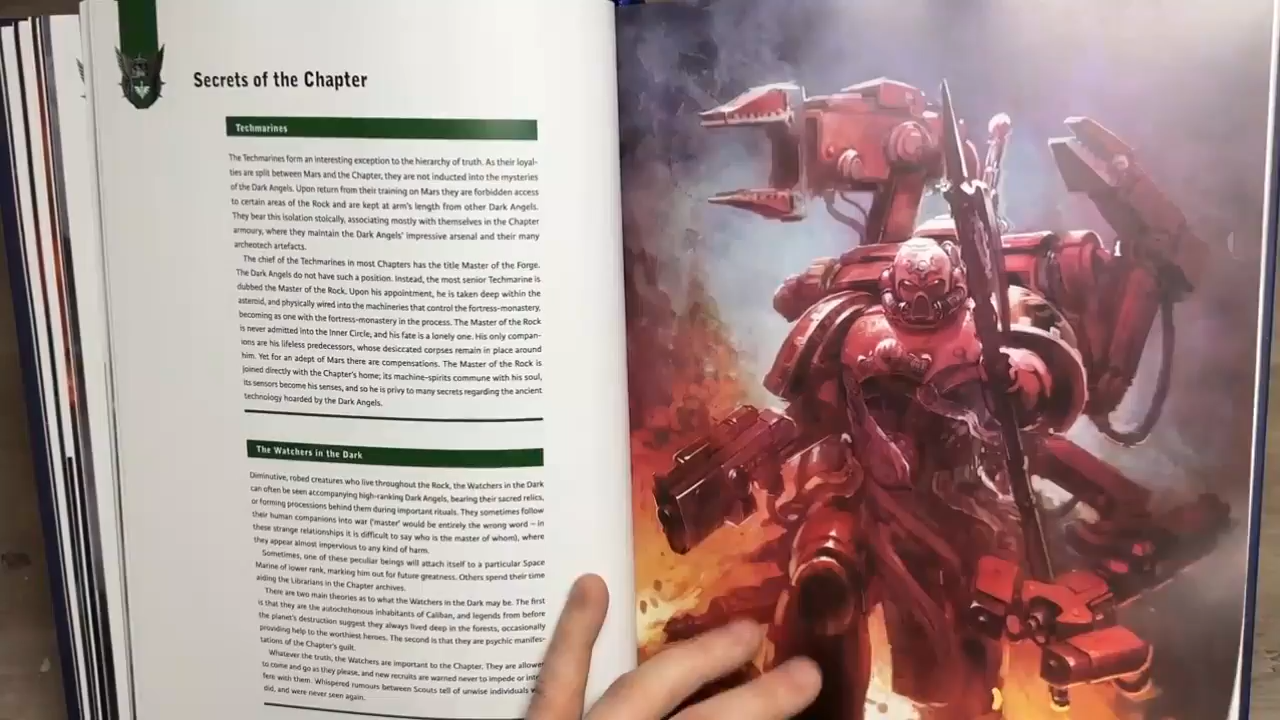 Secrets of the Chapter
Techmarines
The Techmarines form an interesting exception to the hierarchy of truth. As their loyal-
ties are split between Mars and the Chapter, they are not inducted into the mysteries
of the Dark Angels. Upon return from their training on Mars they are forbidden access
to certain areas of the Rock and are kept at arm's length from other Dark Angels.
They bear this isolation stoically, associating mostly with themselves in the Chapter
armoury, where they maintain the Dark Angels' impressive arsenal and their many
archeotech artefacts.
The chief of the Techmarines in most Chapters has the title Master of the Forge.
The Dark Angels do not have such a position. Instead, the most senior Techmarine is
dubbed the Master of the Rock. Upon his appointment, he is taken deep within the
asteroid, and physically wired into the machineries that control the fortress-monastery,
becoming as one with the fortress-monastery in the process. The Master of the Rock
is never admitted into the Inner Circle, and his fate is a lonely one. His only compan-
ions are his lifeless predecessors, whose desiccated corpses remain in place around
him. Yet for an adept of Mars there are compensations. The Master of the Rock is
joined directly with the Chapter's home; its machine-spirits commune with his soul,
its sensors become his senses, and so he is privy to many secrets regarding the ancient
technology hoarded by the Dark Angels.
The Watchers in the Dark
Diminutive, robed creatures who live throughout the Rock, the Watchers in the Dark
can often be seen accompanying high-ranking Dark Angels, bearing their sacred relics,
or forming processions behind them during important rituals. They sometimes follow
their human companions into war ('master' would be entirely the wrong word – in
these strange relationships it is difficult to say who is the master of whom), where
they appear almost impervious to any kind of harm.
Sometimes, one of these peculiar beings will attach itself to a particular Space
Marine of lower rank, marking him out for future greatness. Others spend their time
aiding the Librarians in the Chapter archives.
There are two main theories as to what the Watchers in the Dark may be. The first
is that they are the autochthonous inhabitants of Caliban, and legends from before
the planet's destruction suggest they always lived deep in the forests, occasionally
providing help to the worthiest heroes. The second is that they are psychic manifes-
tations of the Chapter's guilt.
Whatever the truth, the Watchers are important to the Chapter. They are
to come and go as they please, and new recruits are warned never to impede or
fere with them. Whispered rumours between Scouts tell of unwise individuals
did, and were never seen again.